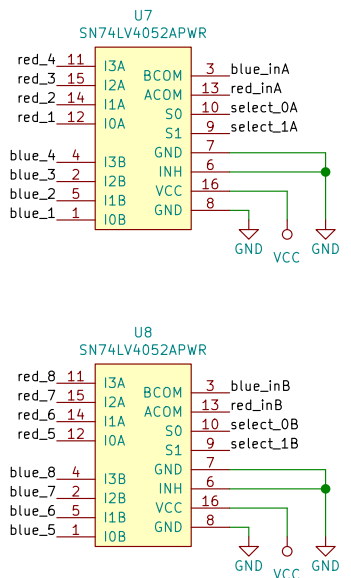 U7
SN74LV4052APWR
red_4 11 I3A
red_3 15 I2A
red_2 14 I1A
red_1 12 I0A
blue_4 4 I3B
blue_3 2 I2B
blue_2 5 I1B
blue_1 1 I0B
BCOM 3 blue_inA
ACOM 13 red_inA
S0 10 select_0A
S1 9 select_1A
GND 7
INH 6
VCC 16
GND 8
GND
VCC
GND
U8
SN74LV4052APWR
red_8 11 I3A
red_7 15 I2A
red_6 14 I1A
red_5 12 I0A
blue_8 4 I3B
blue_7 2 I2B
blue_6 5 I1B
blue_5 1 I0B
BCOM 3 blue_inB
ACOM 13 red_inB
S0 10 select_0B
S1 9 select_1B
GND 7
INH 6
VCC 16
GND 8
GND
VCC
GND